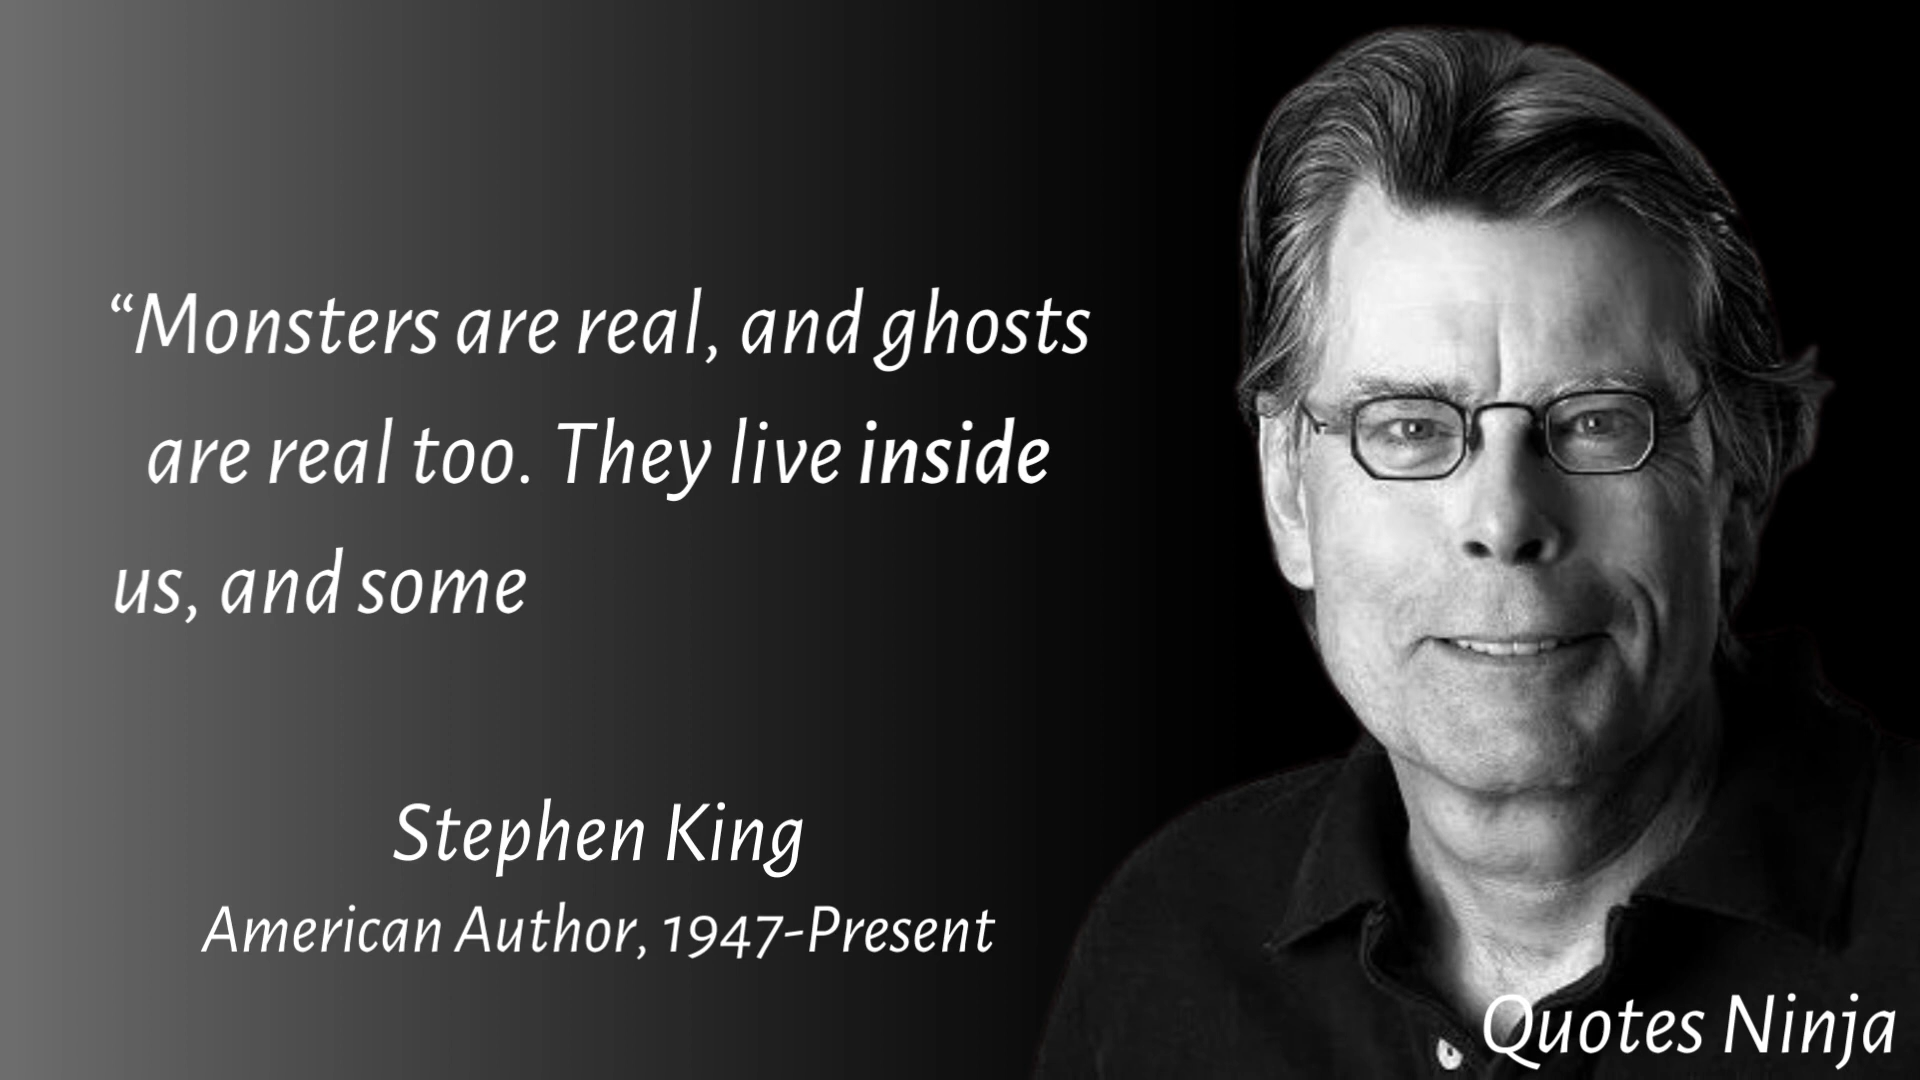 “Monsters are real, and ghosts
are real too. They live inside
us, and some
Stephen King
American Author, 1947-Present
Quotes Ninja